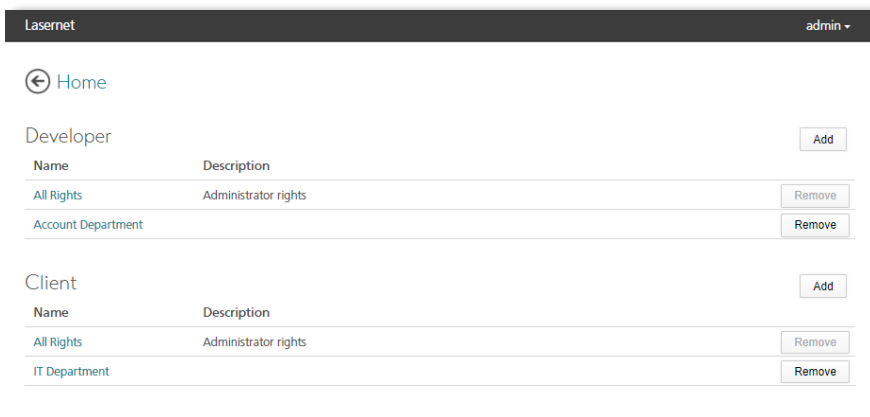 Lasernet admin
Home
Developer Add
Name Description
All Rights Administrator rights Remove
Account Department Remove
Client Add
Name Description
All Rights Administrator rights Remove
IT Department Remove